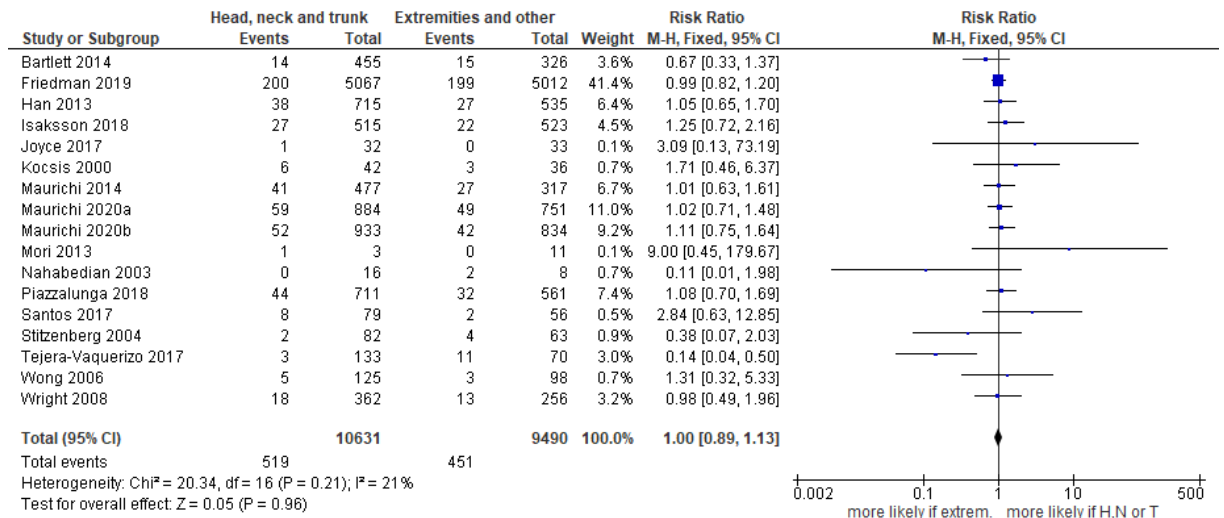 Head, neck and trunk Extremities and other Risk Ratio Risk Ratio
Study or Subgroup Events Total Events Total Weight M-H, Fixed, 95% CI M-H, Fixed, 95% CI
Bartlett 2014 14 455 15 326 3.6% 0.67 [0.33, 1.37]
Friedman 2019 200 5067 199 5012 41.4% 0.99 [0.82, 1.20]
Han 2013 38 715 27 535 6.4% 1.05 [0.65, 1.70]
Isaksson 2018 27 515 22 523 4.5% 1.25 [0.72, 2.16]
Joyce 2017 1 32 0 33 0.1% 3.09 [0.13, 73.19]
Kocsis 2000 6 42 3 36 0.7% 1.71 [0.46, 6.37]
Maurichi 2014 41 477 27 317 6.7% 1.01 [0.63, 1.61]
Maurichi 2020a 59 884 49 751 11.0% 1.02 [0.71, 1.48]
Maurichi 2020b 52 933 42 834 9.2% 1.11 [0.75, 1.64]
Mori 2013 1 3 0 11 0.1% 9.00 [0.45, 179.67]
Nahabedian 2003 0 16 2 8 0.7% 0.11 [0.01, 1.98]
Piazzalunga 2018 44 711 32 561 7.4% 1.08 [0.70, 1.69]
Santos 2017 8 79 2 56 0.5% 2.84 [0.63, 12.85]
Stitzenberg 2004 2 82 4 63 0.9% 0.38 [0.07, 2.03]
Tejera-Vaquerizo 2017 3 133 11 70 3.0% 0.14 [0.04, 0.50]
Wong 2006 5 125 3 98 0.7% 1.31 [0.32, 5.33]
Wright 2008 18 362 13 256 3.2% 0.98 [0.49, 1.96]
Total (95% CI) 10631 9490 100.0% 1.00 [0.89, 1.13]
Total events 519 451
Heterogeneity: Chi² = 20.34, df = 16 (P = 0.21); I² = 21%
Test for overall effect: Z = 0.05 (P = 0.96)
0.002 0.1 1 10 500
more likely if extrem. more likely if H.N or T